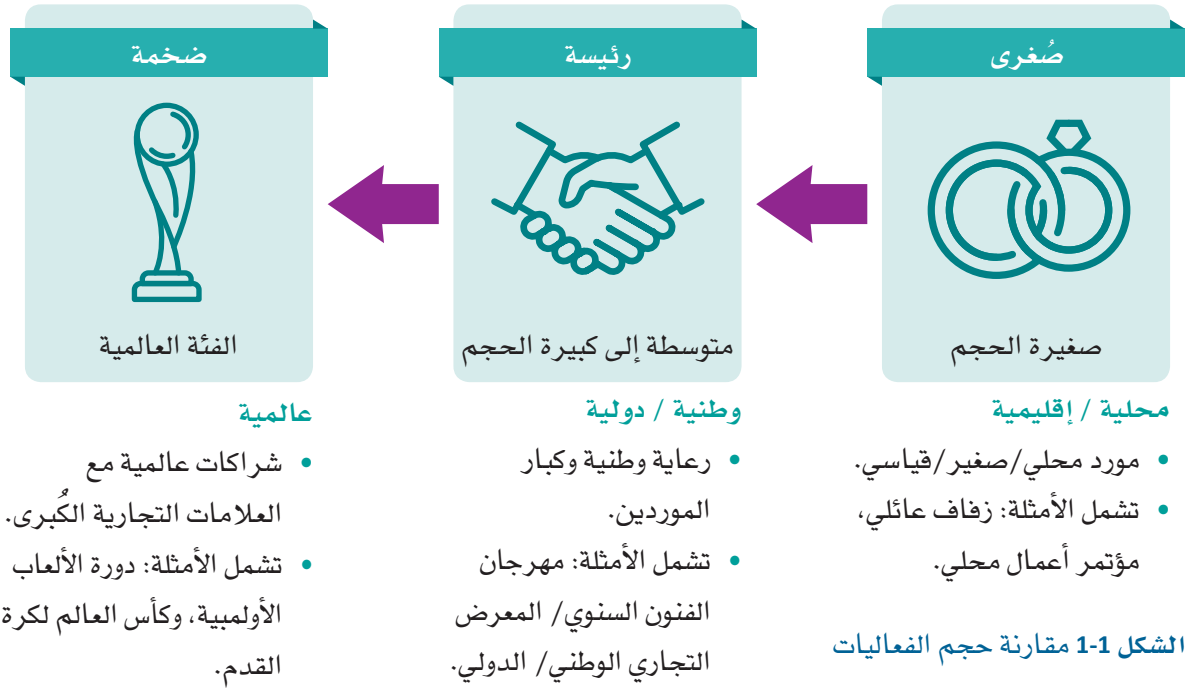 صُغرى
صغيرة الحجم
محلية / إقليمية
• مورد محلي/صغير/قياسي.
• تشمل الأمثلة: زفاف عائلي،
مؤتمر أعمال محلي.
رئيسة
متوسطة إلى كبيرة الحجم
وطنية / دولية
• رعاية وطنية وكبار
الموردين.
• تشمل الأمثلة: مهرجان
الفنون السنوي/ المعرض
التجاري الوطني/ الدولي.
ضخمة
الفئة العالمية
عالمية
• شراكات عالمية مع
العلامات التجارية الكُبرى.
• تشمل الأمثلة: دورة الألعاب
الأولمبية، وكأس العالم لكرة
القدم.
الشكل 1-1 مقارنة حجم الفعاليات